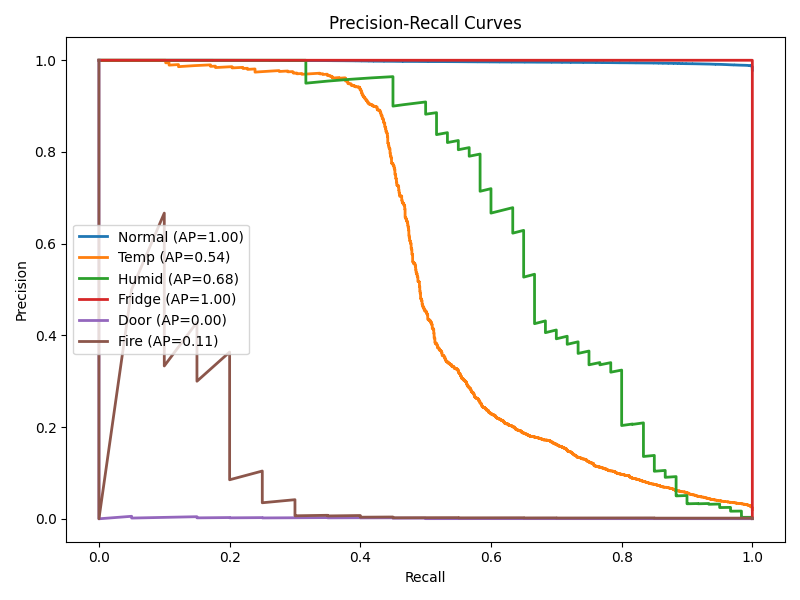 Precision-Recall Curves
Precision
1.0
0.8
0.6
0.4
0.2
0.0
Normal (AP=1.00)
Temp (AP=0.54)
Humid (AP=0.68)
Fridge (AP=1.00)
Door (AP=0.00)
Fire (AP=0.11)
0.0 0.2 0.4 0.6 0.8 1.0
Recall